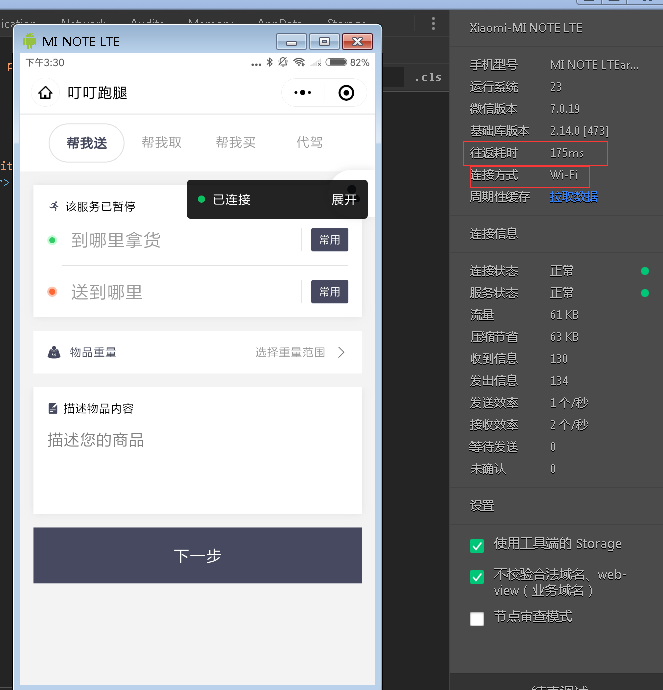 Network Audits Memory AppData Storage
MI NOTE LTE
下午3:30
82%
.cls
叮叮跑腿
帮我送 帮我取 帮我买 代驾
该服务已暂停
已连接 展开
到哪里拿货 常用
送到哪里 常用
物品重量 选择重量范围
描述物品内容
描述您的商品
下一步
Xiaomi-MI NOTE LTE
手机型号 MI NOTE LTEar...
运行系统 23
微信版本 7.0.19
基础库版本 2.14.0 [473]
往返耗时 175ms
连接方式 Wi-Fi
周期性缓存 拉取数据
连接信息
连接状态 正常
服务状态 正常
流量 61 KB
压缩节省 63 KB
收到信息 130
发出信息 134
发送效率 1 个/秒
接收效率 2 个/秒
等待发送 0
未确认 0
设置
使用工具端的 Storage
不校验合法域名、web-
view（业务域名）
节点审查模式
结束调试